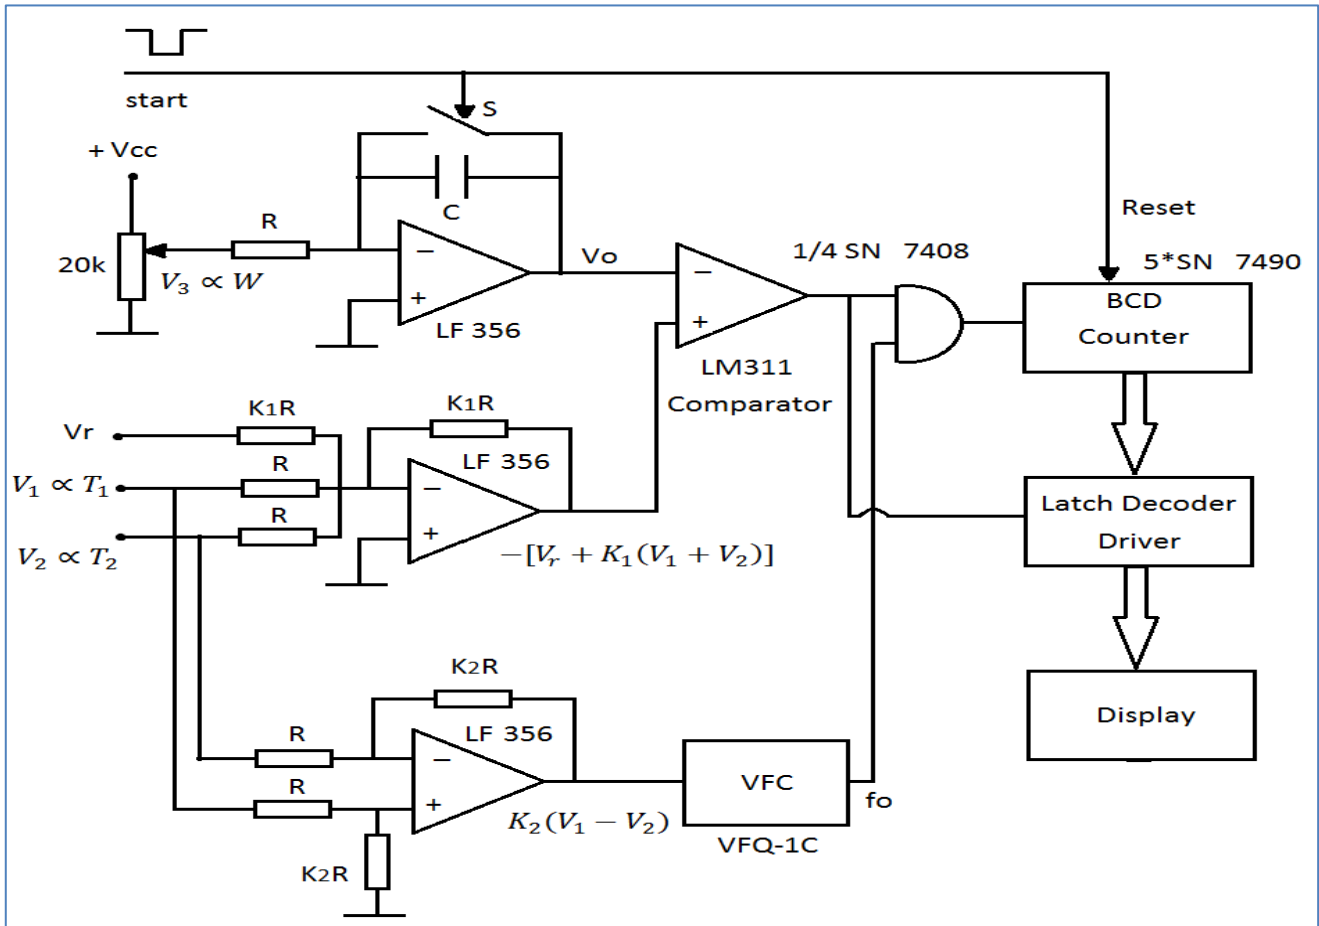 start
S
+ Vcc
C
R
20k
V₃ ∝ W
−
+
LF 356
Vo
−
+
LM311
Comparator
1/4 SN 7408
Reset
5*SN 7490
BCD
Counter
Vr
K1R
V₁ ∝ T₁
R
V₂ ∝ T₂
R
K1R
LF 356
−
+
−[Vᵣ + K₁(V₁ + V₂)]
Latch Decoder
Driver
K2R
LF 356
R
R
−
+
K2R
K₂(V₁ − V₂)
VFC
VFQ-1C
fo
Display